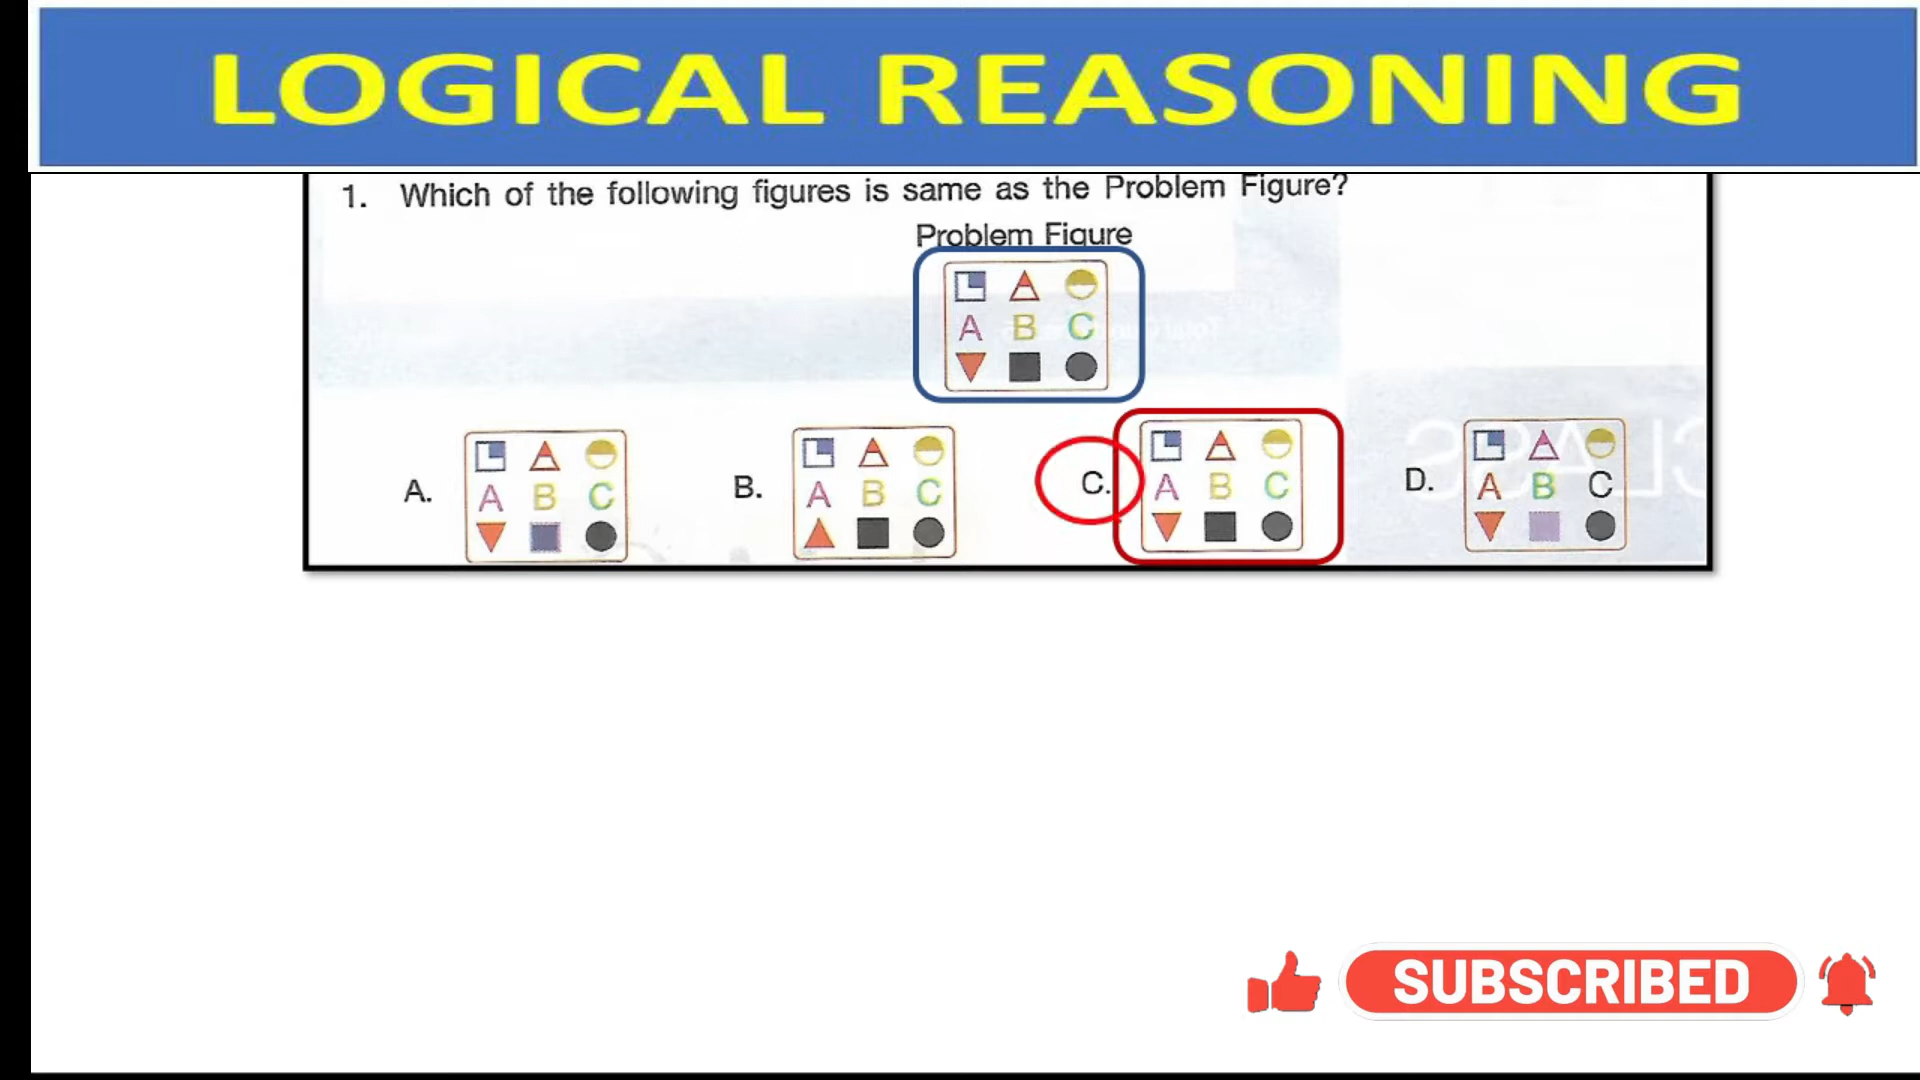 LOGICAL REASONING
1. Which of the following figures is same as the Problem Figure?
Problem Figure
A B C
A. A B C
B. A B C
C. A B C
D. A B C
SUBSCRIBED